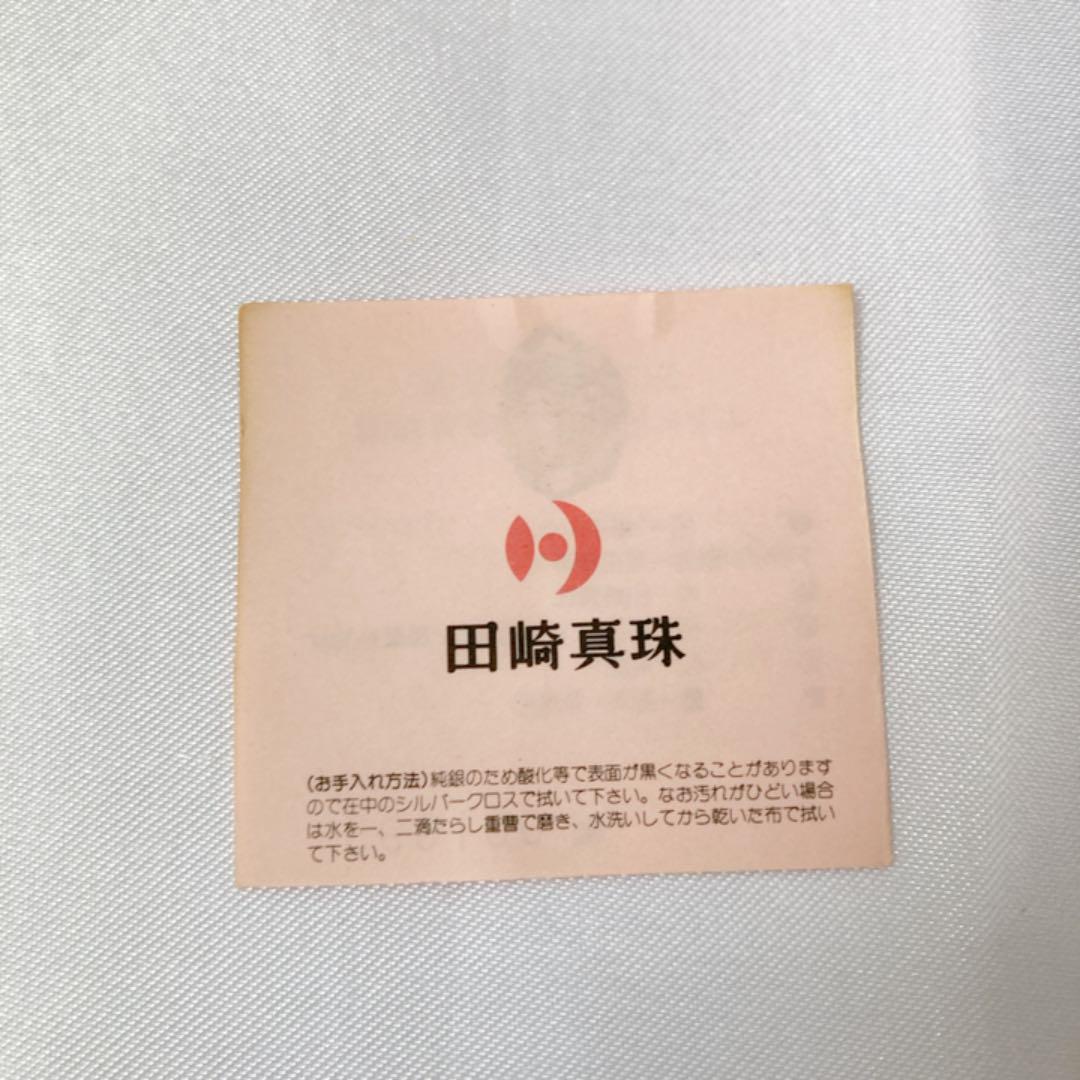 田崎真珠
(お手入れ方法)純銀のため酸化等で表面が黒くなることがあります
ので在中のシルバークロスで拭いて下さい。なお汚れがひどい場合
は水を一、二滴たらし重曹で磨き、水洗いしてから乾いた布で拭い
て下さい。